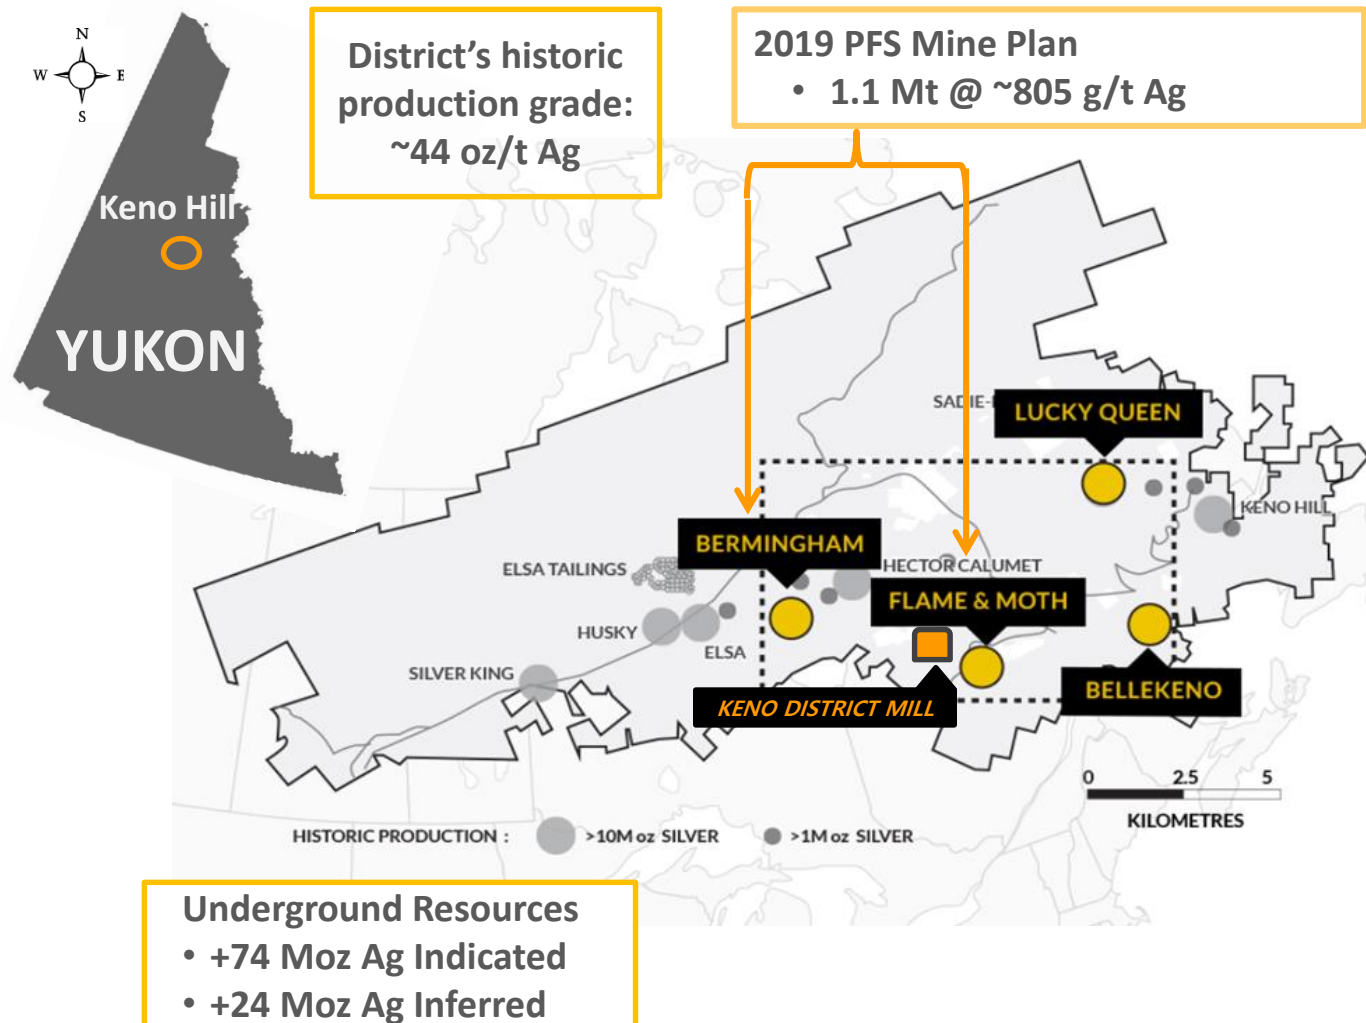 N
W
E
S
District's historic
production grade:
~44 oz/t Ag
2019 PFS Mine Plan
• 1.1 Mt @ ~805 g/t Ag
Keno Hill
YUKON
SADIE-
LUCKY QUEEN
KENO HILL
BERMINGHAM
ELSA TAILINGS
HECTOR CALUMET
FLAME & MOTH
HUSKY
ELSA
SILVER KING
BELLEKENO
KENO DISTRICT MILL
0 2.5 5
KILOMETRES
HISTORIC PRODUCTION : >10M oz SILVER >1M oz SILVER
Underground Resources
• +74 Moz Ag Indicated
• +24 Moz Ag Inferred